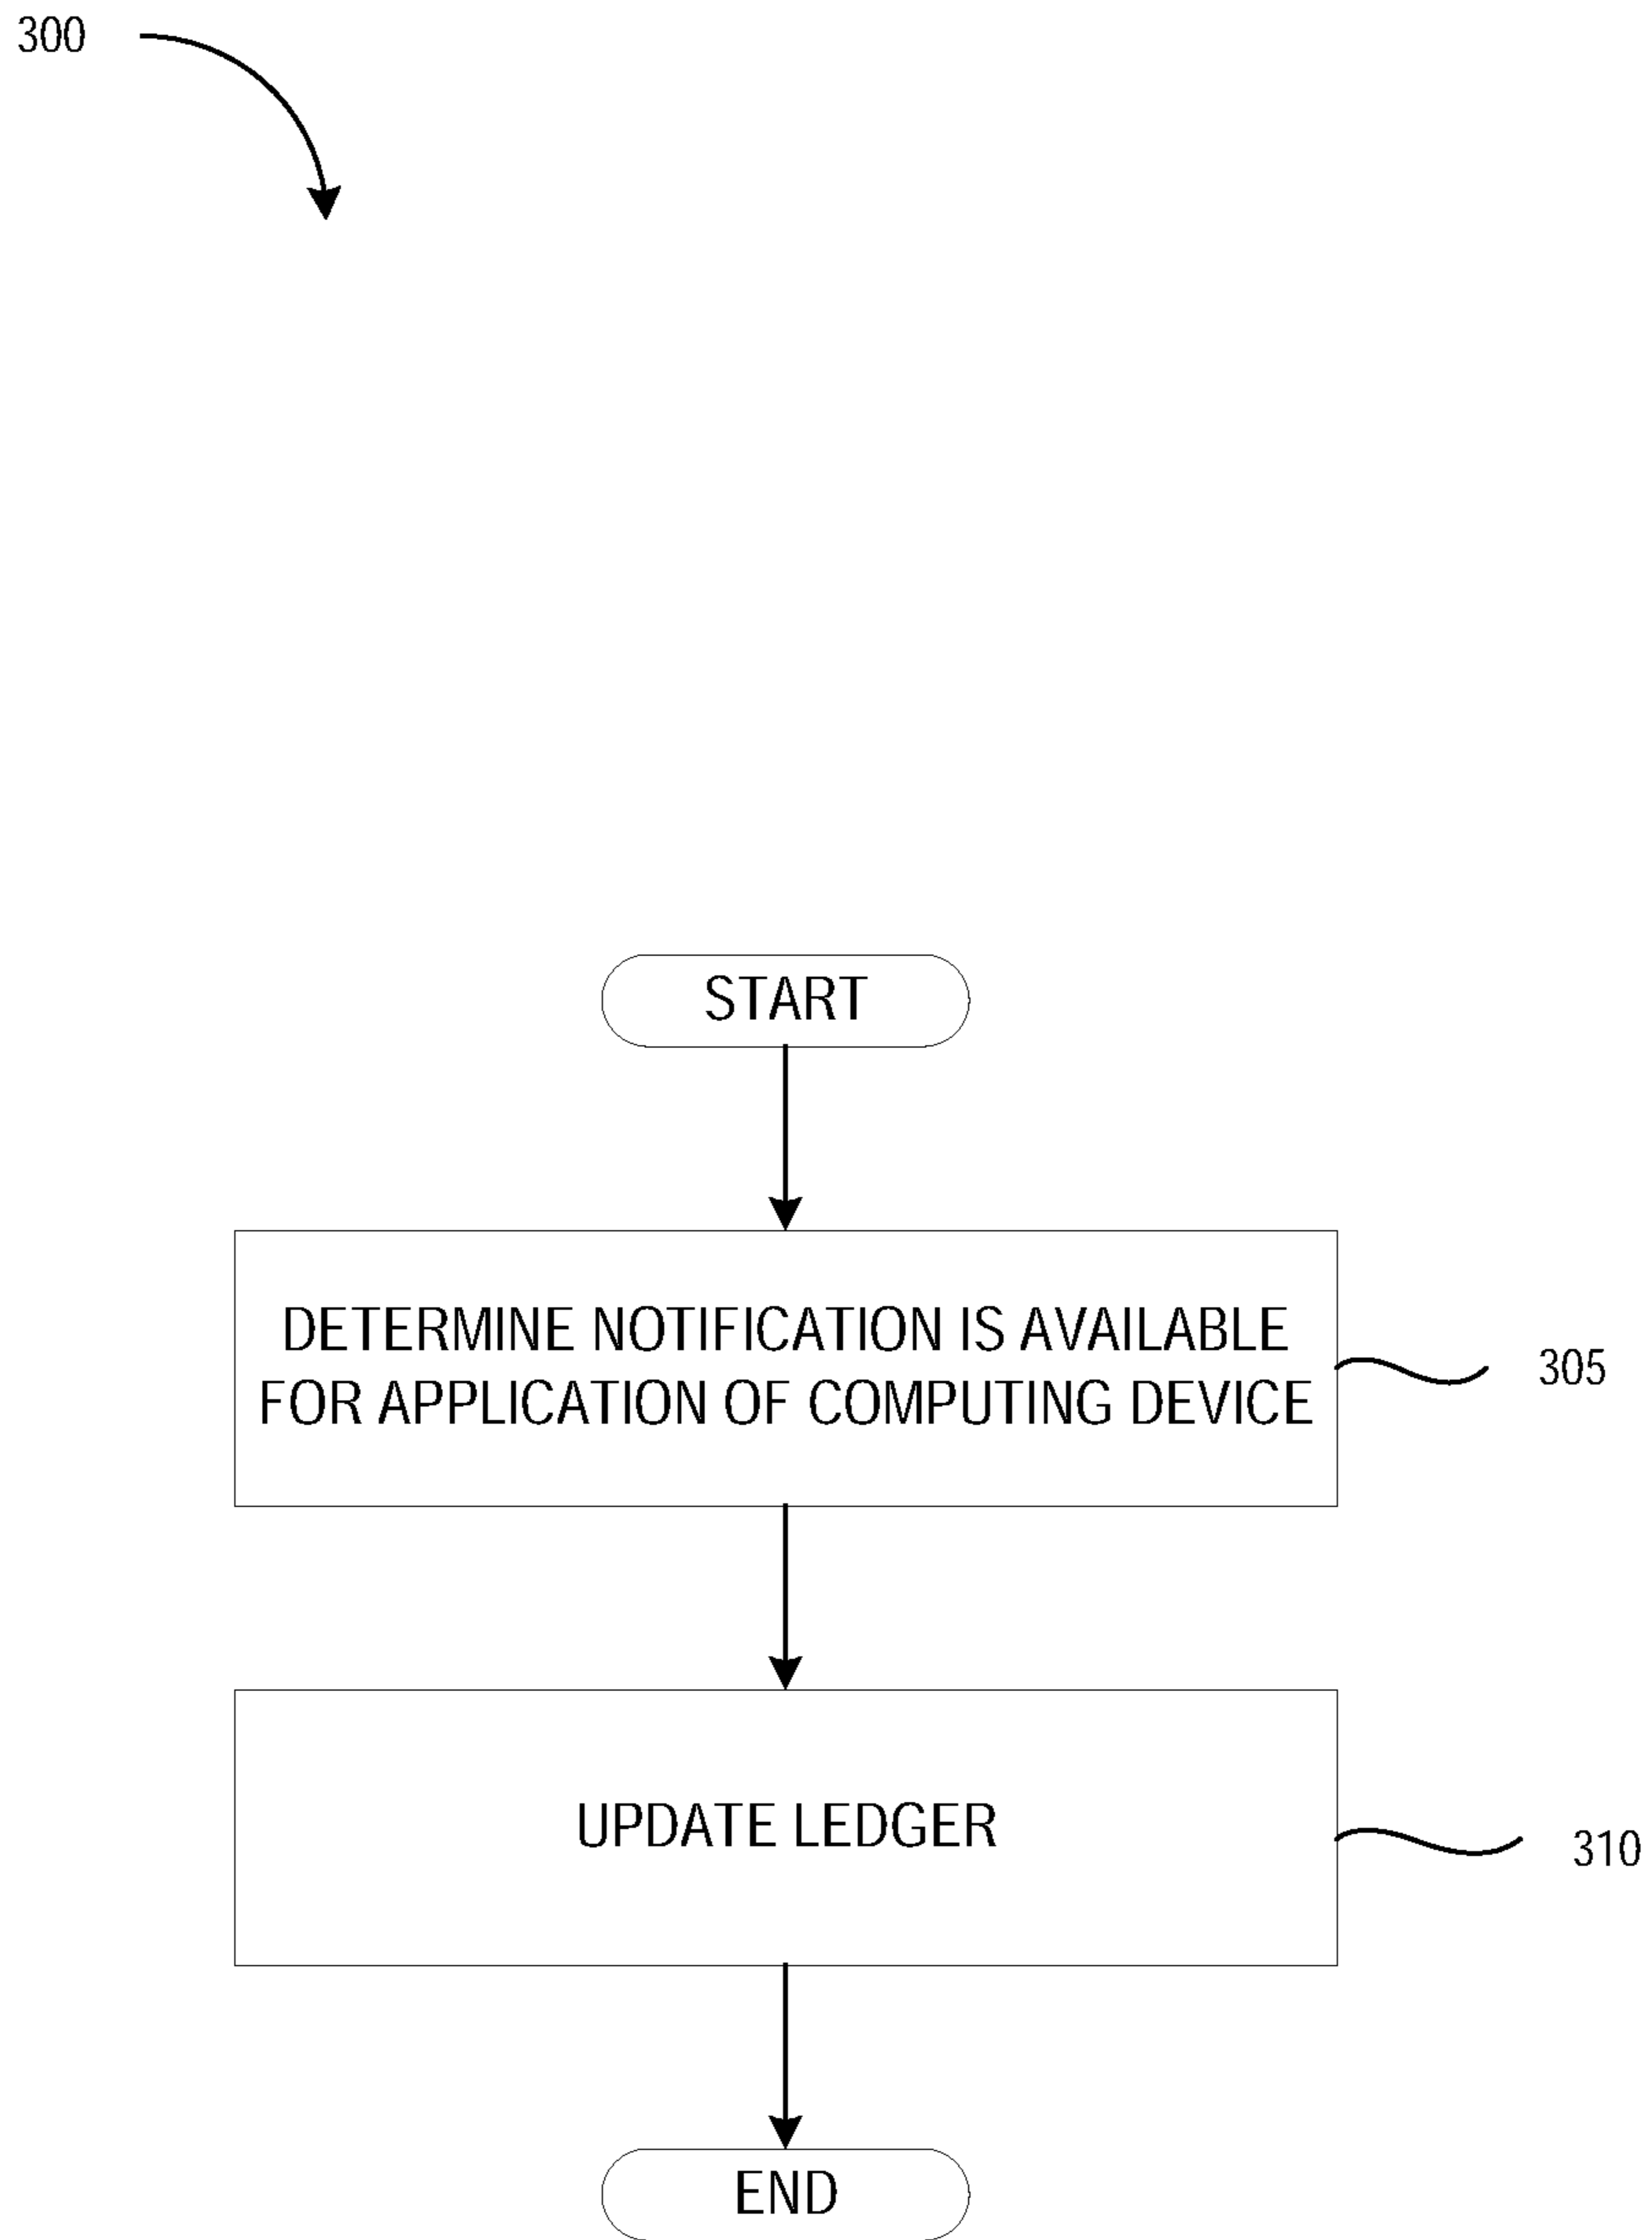 300
START
DETERMINE NOTIFICATION IS AVAILABLE
FOR APPLICATION OF COMPUTING DEVICE
305
UPDATE LEDGER
310
END